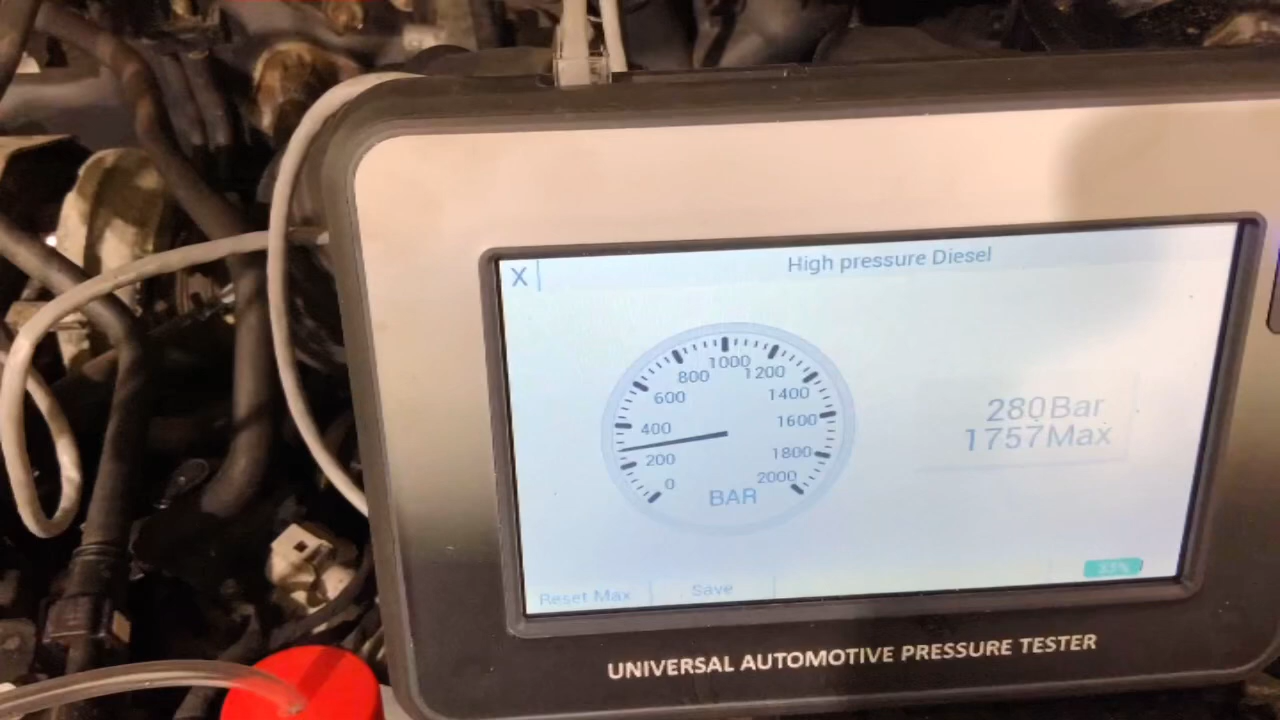 High pressure Diesel
X
1000
800
1200
600
1400
400
1600
200
1800
0
2000
BAR
280Bar
1757Max
Reset Max
Save
UNIVERSAL AUTOMOTIVE PRESSURE TESTER